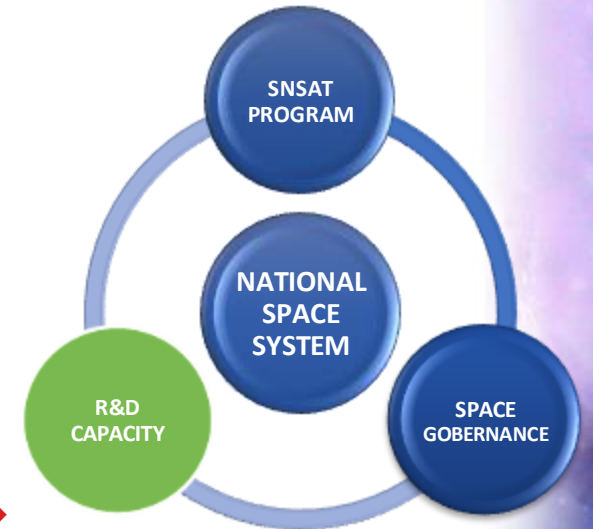 SNSAT
PROGRAM
NATIONAL
SPACE
SYSTEM
R&D
CAPACITY
SPACE
GOBERNANCE